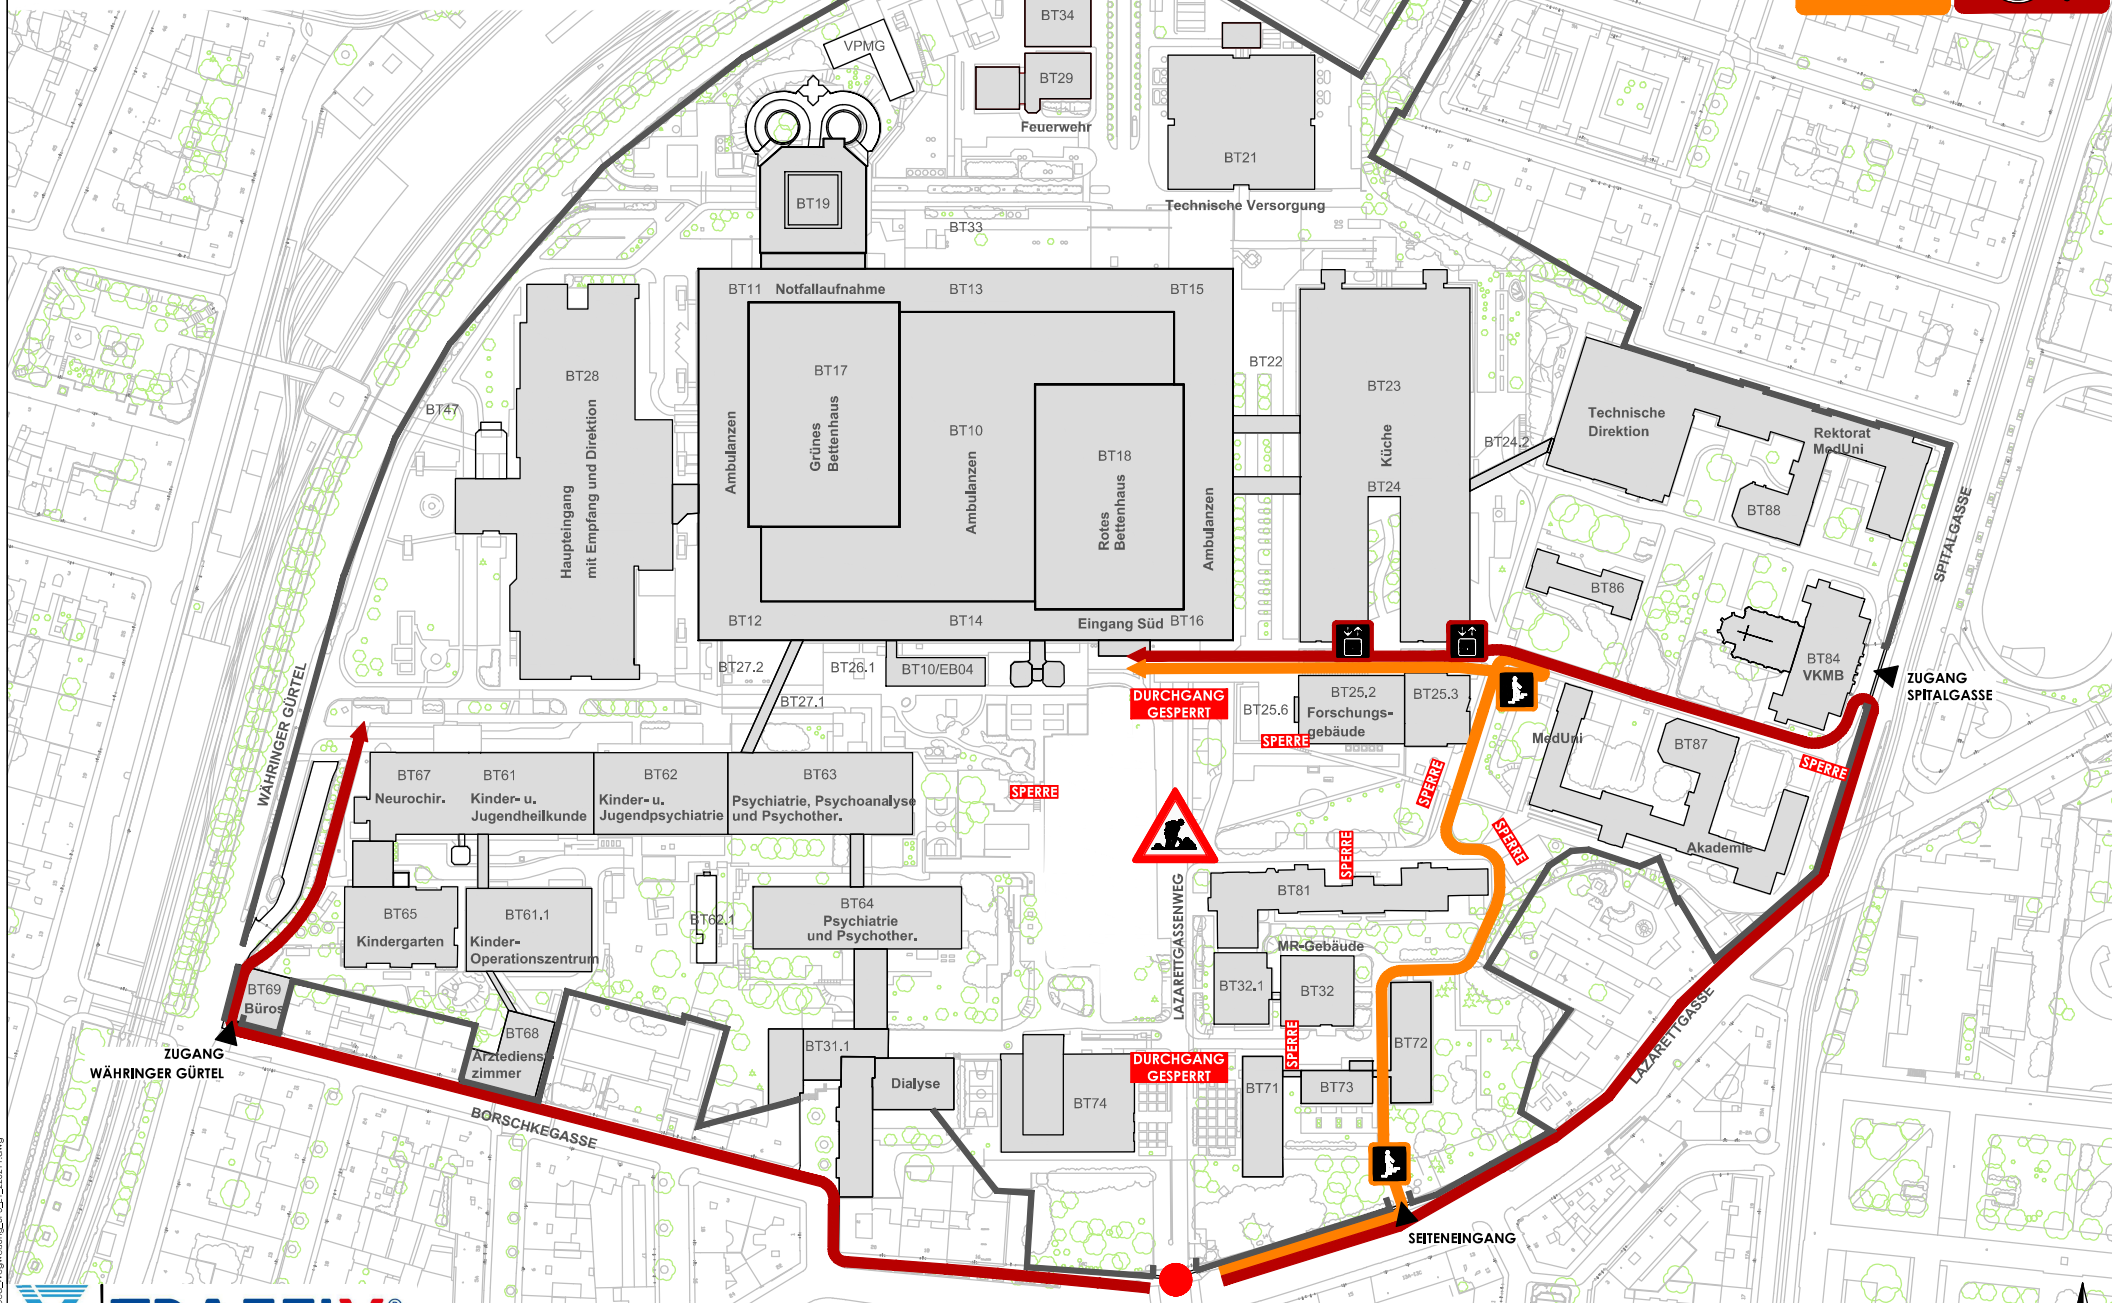 BT34
VPMG
BT29
Feuerwehr
BT21
Technische Versorgung
BT19
BT33
BT11
Notfallaufnahme
BT13
BT15
BT28
Haupteingang
mit Empfang und Direktion
BT47
BT17
Grünes
Bettenhaus
Ambulanzen
BT10
Ambulanzen
BT18
Rotes
Bettenhaus
Ambulanzen
BT22
BT23
Küche
BT24
BT24.2
Technische
Direktion
Rektorat
MedUni
BT88
SPITALGASSE
BT86
BT84
VKMB
ZUGANG
SPITALGASSE
BT12
BT14
Eingang Süd
BT16
BT27.2
BT26.1
BT10/EB04
BT27.1
DURCHGANG
GESPERRT
BT25.6
BT25.2
Forschungs-
gebäude
BT25.3
SPERRE
SPERRE
MedUni
BT87
SPERRE
WÄHRINGER GÜRTEL
BT67
Neurochir.
BT61
Kinder- u.
Jugendheilkunde
BT62
Kinder- u.
Jugendpsychiatrie
BT63
Psychiatrie, Psychoanalyse
und Psychother.
SPERRE
SPERRE
SPERRE
Akademie
BT65
Kindergarten
BT61.1
Kinder-
Operationszentrum
BT62.1
BT64
Psychiatrie
und Psychother.
LAZARETTGASSENWEG
BT81
MR-Gebäude
BT32.1
BT32
BT69
Büros
BT68
Ärztedienst-
zimmer
BT31.1
Dialyse
BT74
DURCHGANG
GESPERRT
SPERRE
BT71
BT73
BT72
LAZARETTGASSE
ZUGANG
WÄHRINGER GÜRTEL
BORSCHKEGASSE
SEITENEINGANG